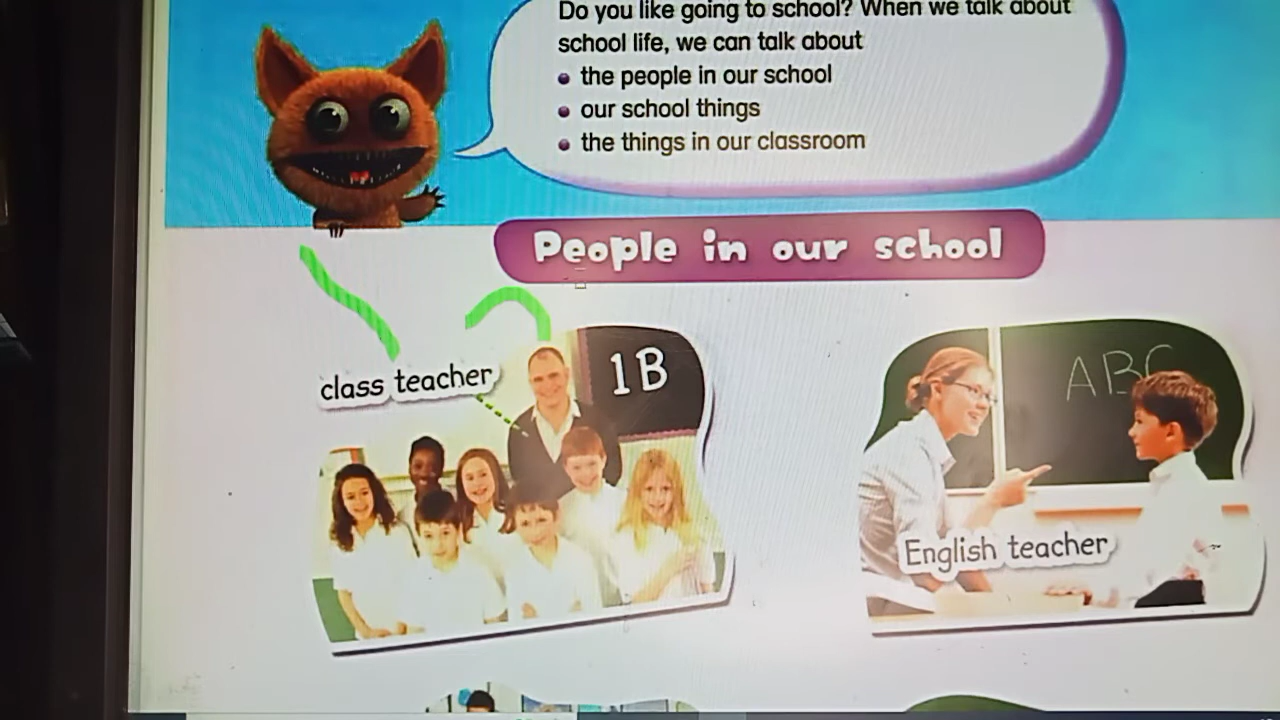 Do you like going to school? When we talk about
school life, we can talk about
• the people in our school
• our school things
• the things in our classroom
People in our school
class teacher
1B
ABC
English teacher